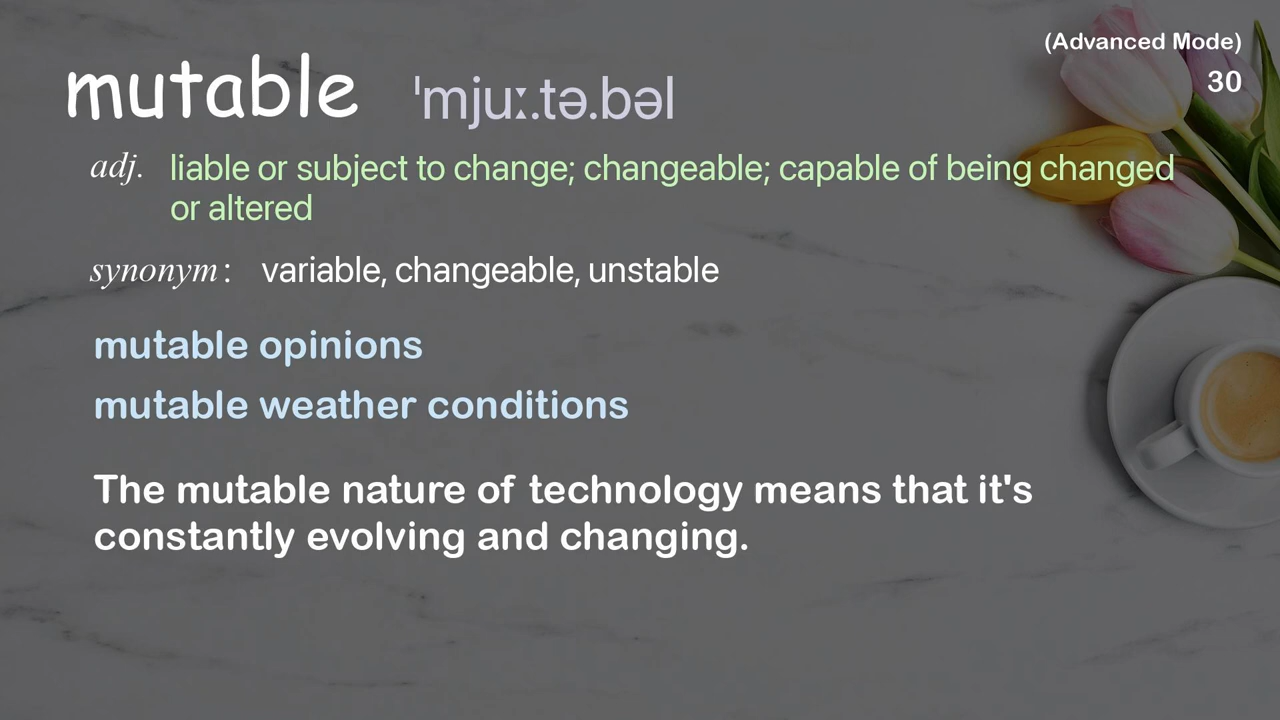 (Advanced Mode)
30
mutable ˈmjuː.tə.bəl
adj. liable or subject to change; changeable; capable of being changed
or altered
synonym: variable, changeable, unstable
mutable opinions
mutable weather conditions
The mutable nature of technology means that it's
constantly evolving and changing.